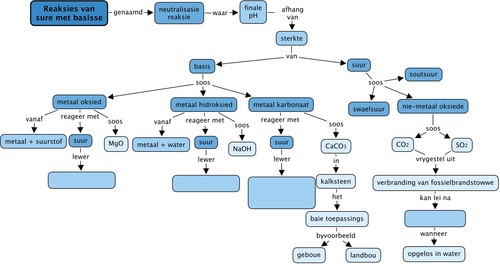 Reaksies van
sure met basisse
genaamd
neutralisasie
reaksie
waar
finale
pH
afhang
van
sterkte
van
basis
suur
soos
soos
soutsuur
swaelsuur
nie-metaal oksiede
metaal oksied
metaal hidroksied
metaal karbonaat
vanaf
reageer met
soos
vanaf
reageer met
soos
reageer met
soos
soos
metaal + suurstof
suur
MgO
metaal + water
suur
NaOH
suur
CaCO₃
CO₂
SO₂
lewer
lewer
lewer
in
vrygestel uit
kalksteen
verbranding van fossielbrandstowwe
het
kan lei na
baie toepassings
wanneer
byvoorbeeld
geboue
landbou
opgelos in water